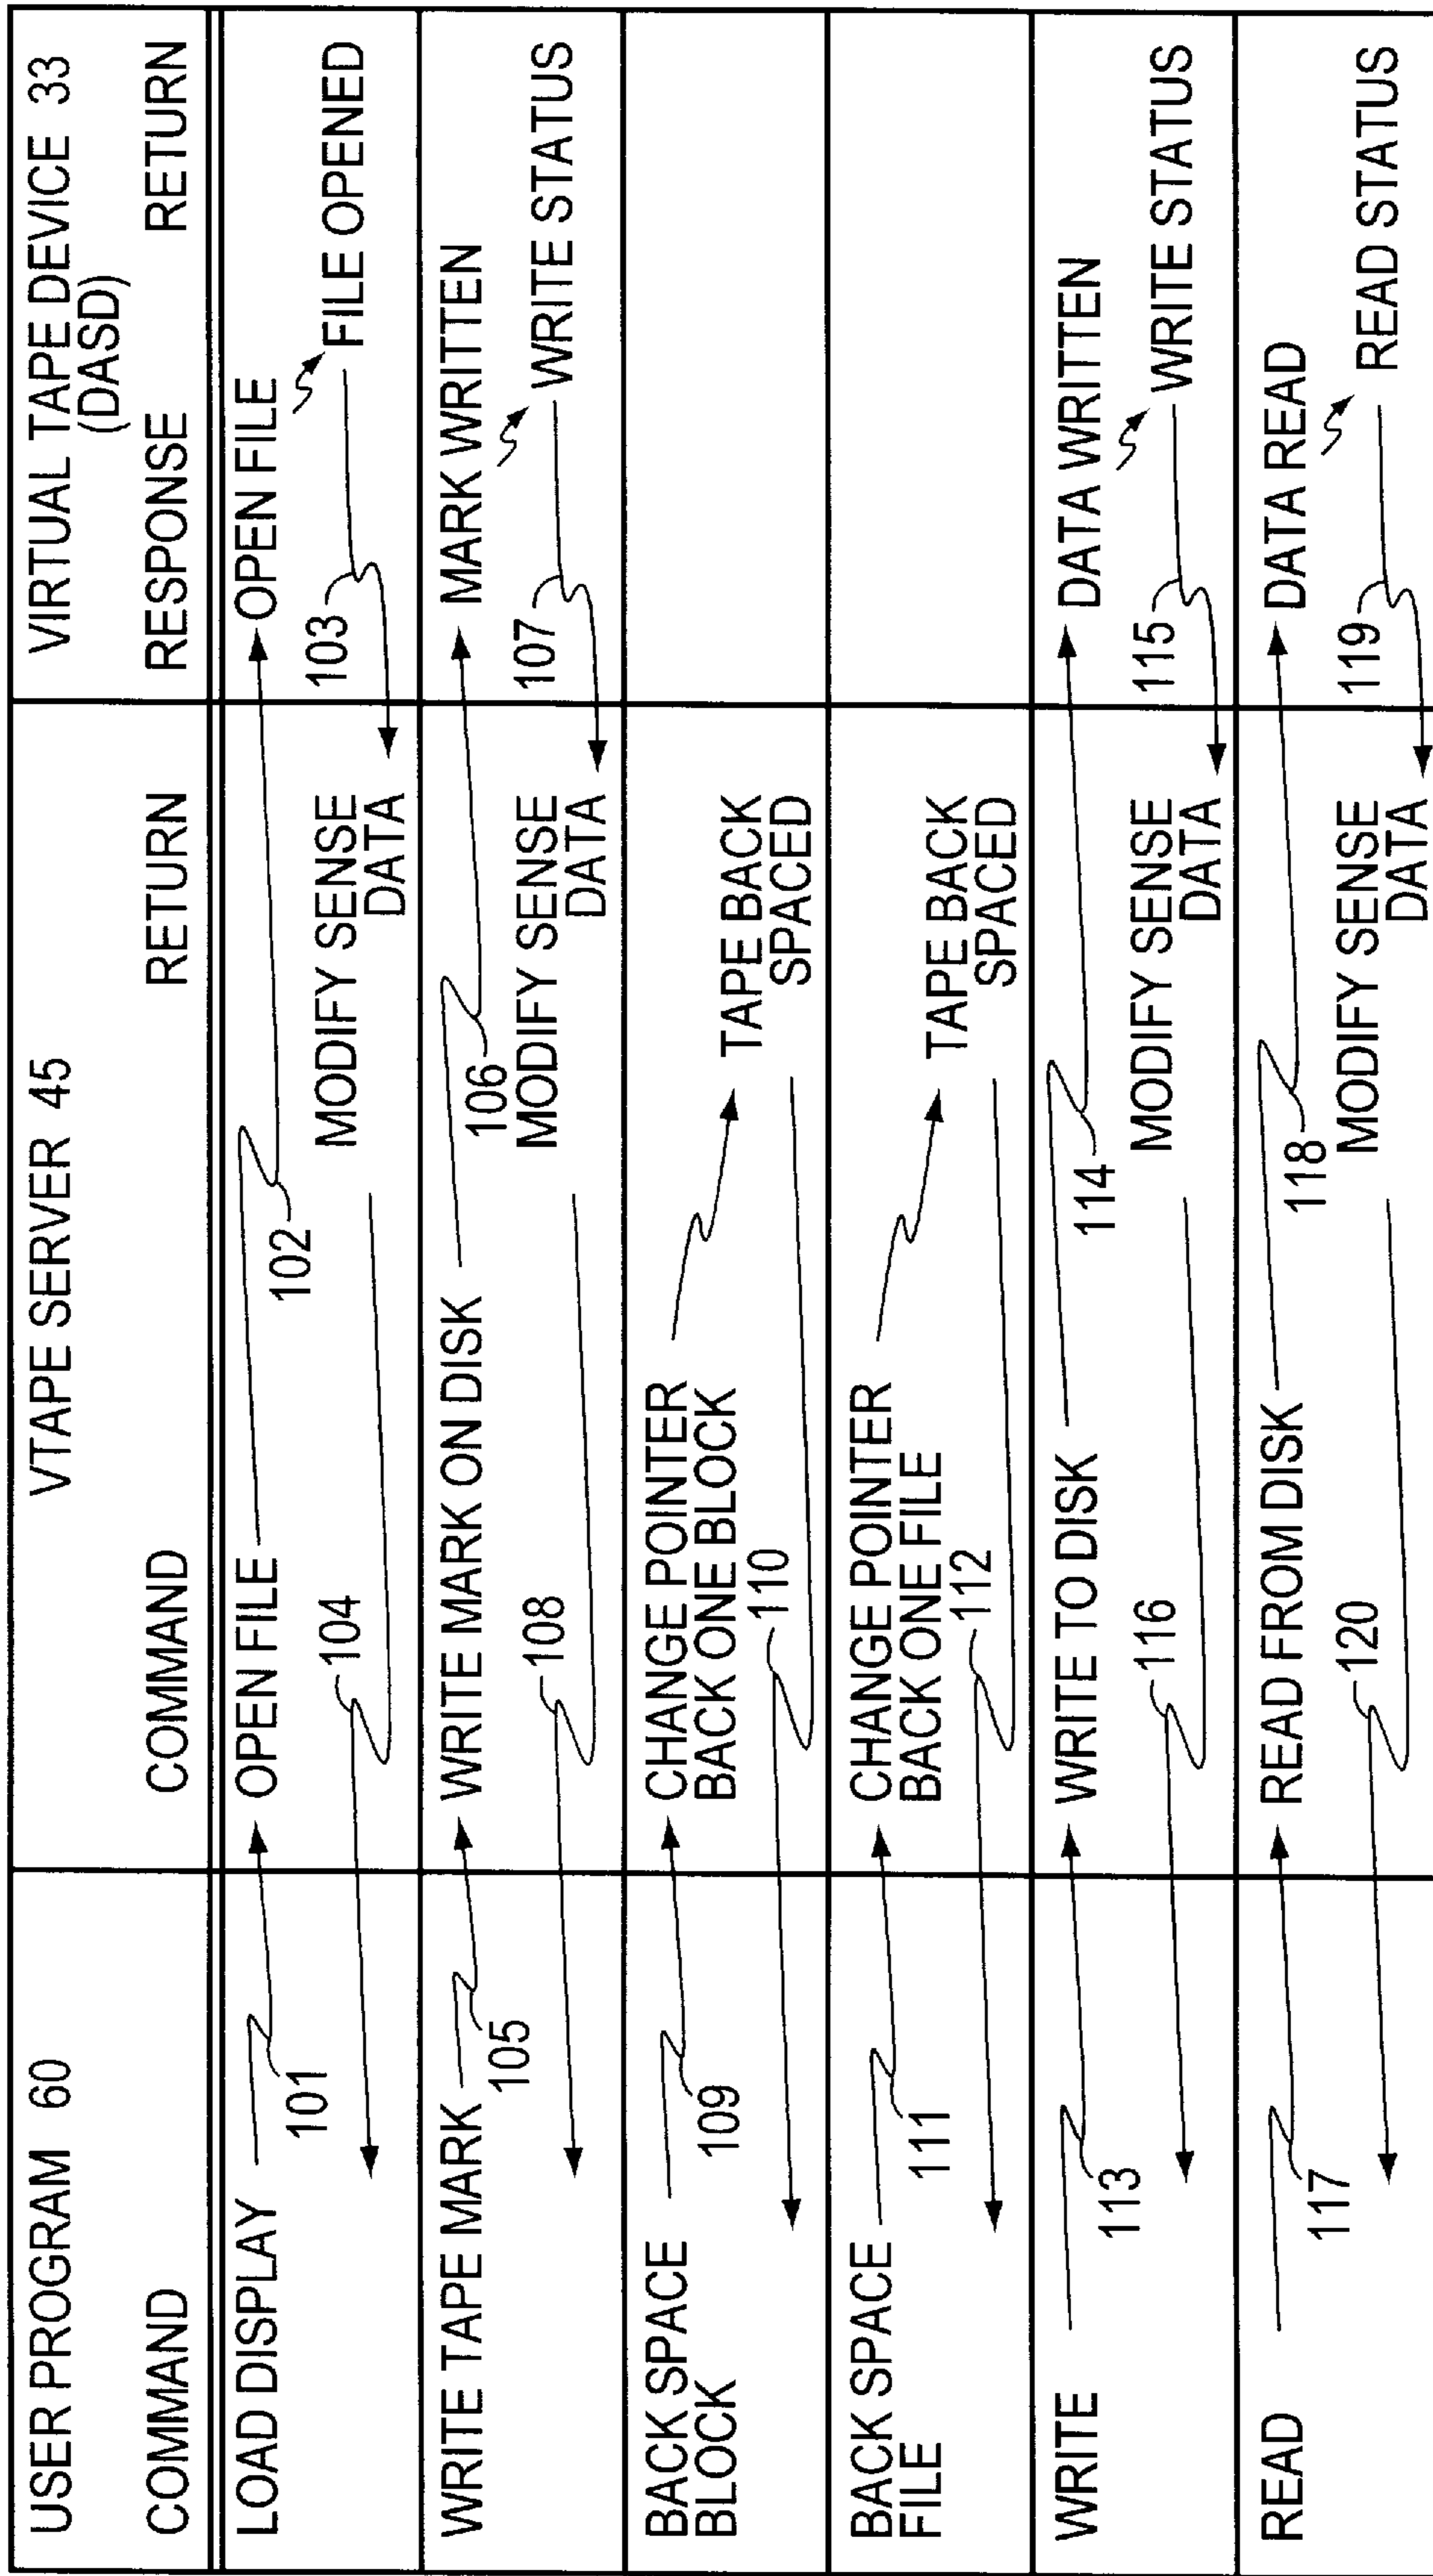 USER PROGRAM 60
COMMAND
VTAPE SERVER 45
COMMAND
RETURN
VIRTUAL TAPE DEVICE 33
(DASD)
RESPONSE
RETURN
LOAD DISPLAY
101
OPEN FILE
102
OPEN FILE
103
FILE OPENED
104
MODIFY SENSE
DATA
WRITE TAPE MARK
105
WRITE MARK ON DISK
106
MARK WRITTEN
107
WRITE STATUS
108
MODIFY SENSE
DATA
BACK SPACE
BLOCK
109
CHANGE POINTER
BACK ONE BLOCK
110
TAPE BACK
SPACED
BACK SPACE
FILE
111
CHANGE POINTER
BACK ONE FILE
112
TAPE BACK
SPACED
WRITE
113
WRITE TO DISK
114
DATA WRITTEN
115
WRITE STATUS
116
MODIFY SENSE
DATA
READ
117
READ FROM DISK
118
DATA READ
119
READ STATUS
120
MODIFY SENSE
DATA